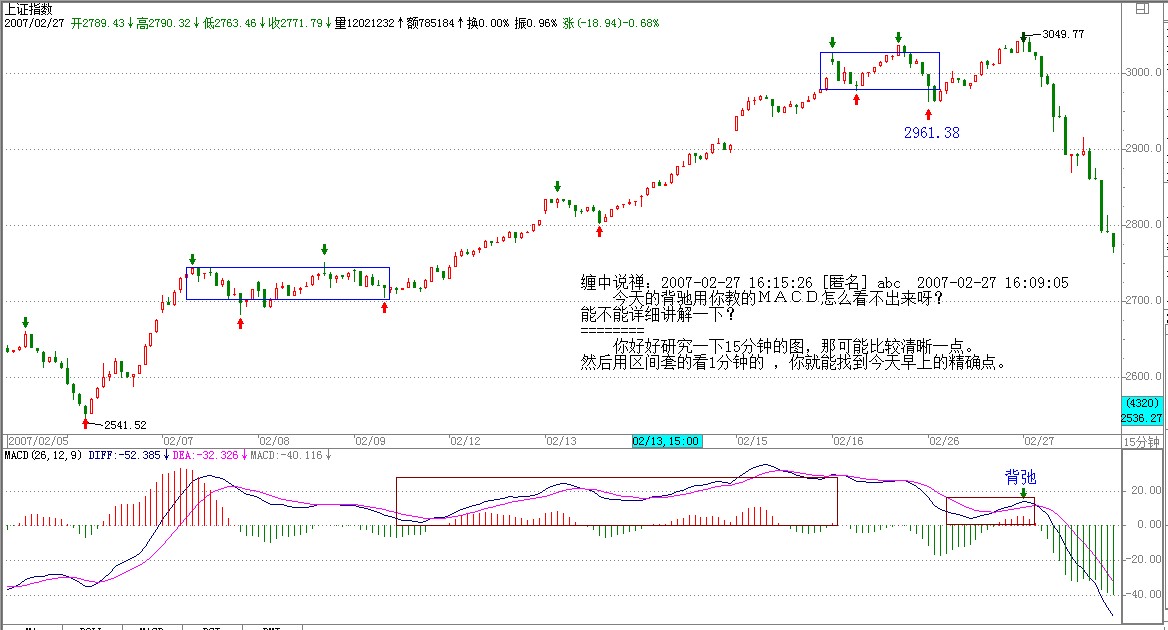 上证指数
2007/02/27 开2789.43↓高2790.32↓低2763.46↓收2771.79↓量12021232↑额785184↑换0.00% 振0.96% 涨(-18.94)-0.68%
3049.77
3000.0
2961.38
2900.0
2800.0
缠中说禅：2007-02-27 16:15:26 [匿名] abc  2007-02-27 16:09:05
今天的背驰用你教的ＭＡＣＤ怎么看不出来呀？
2700.0
能不能详细讲解一下？
========
你好好研究一下15分钟的图，那可能比较清晰一点。
然后用区间套的看1分钟的 ，你就能找到今天早上的精确点。
2600.0
(4320)
2536.27
2541.52
2007/02/05 02/07 02/08 02/09 02/12 02/13 02/13,15:00 02/15 02/16 02/26 02/27 15分钟
MACD(26,12,9) DIFF:-52.385↓DEA:-32.326↓MACD:-40.116↓
背弛
20.00
0.00
-20.00
-40.00